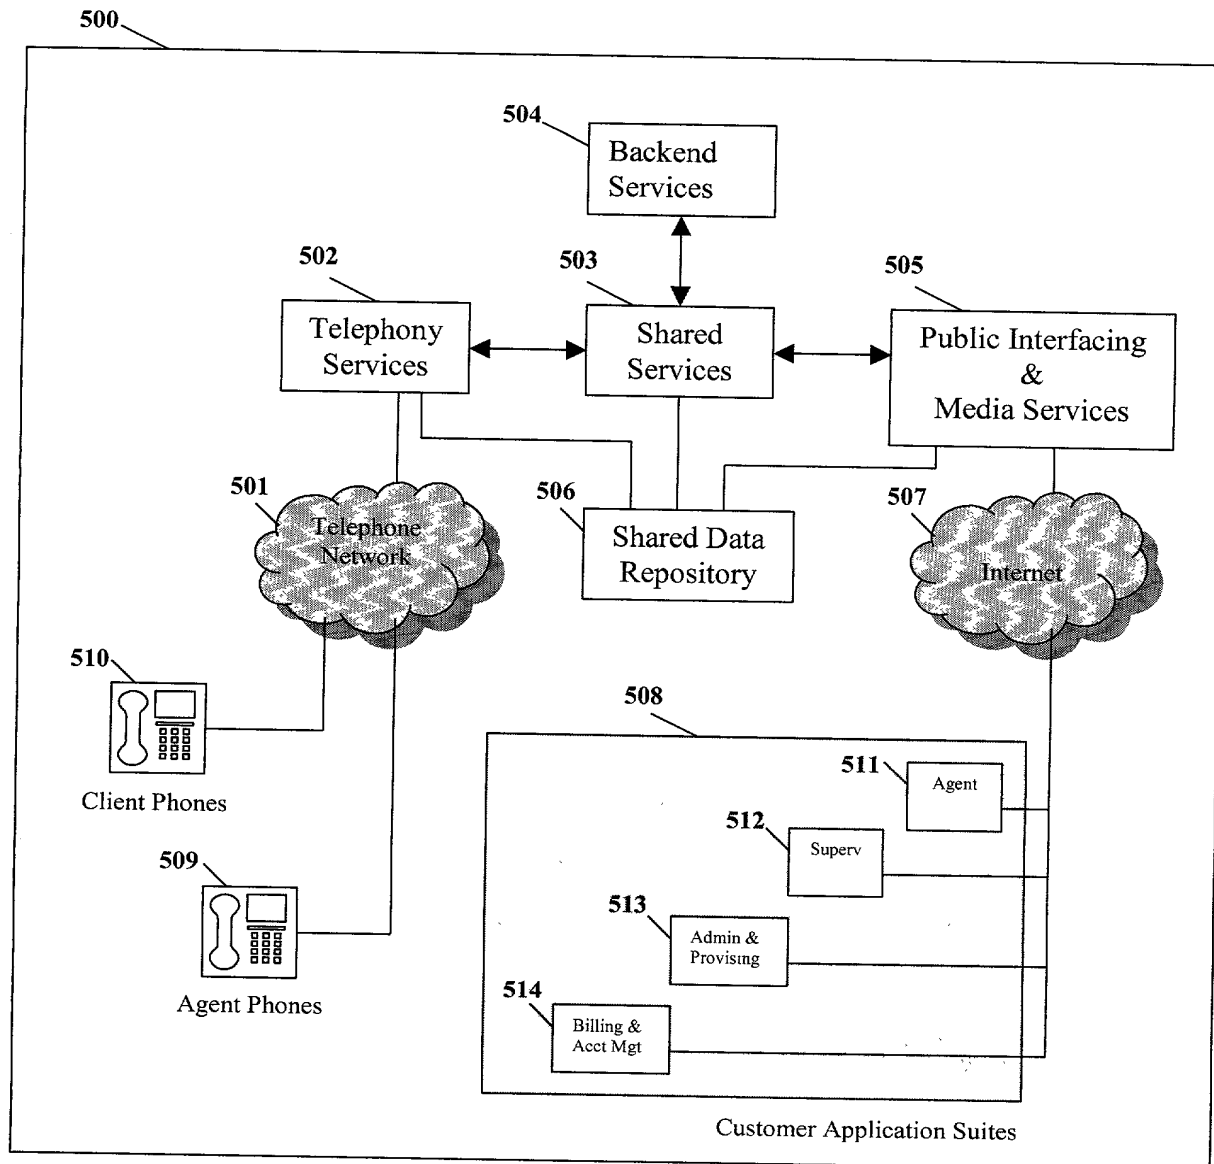 500
504
Backend
Services
502
503
505
Telephony
Services
Shared
Services
Public Interfacing
&
Media Services
501
Telephone
Network
506
Shared Data
Repository
507
Internet
510
Client Phones
509
Agent Phones
508
511
Agent
512
Superv
513
Admin &
Provising
514
Billing &
Acct Mgt
Customer Application Suites